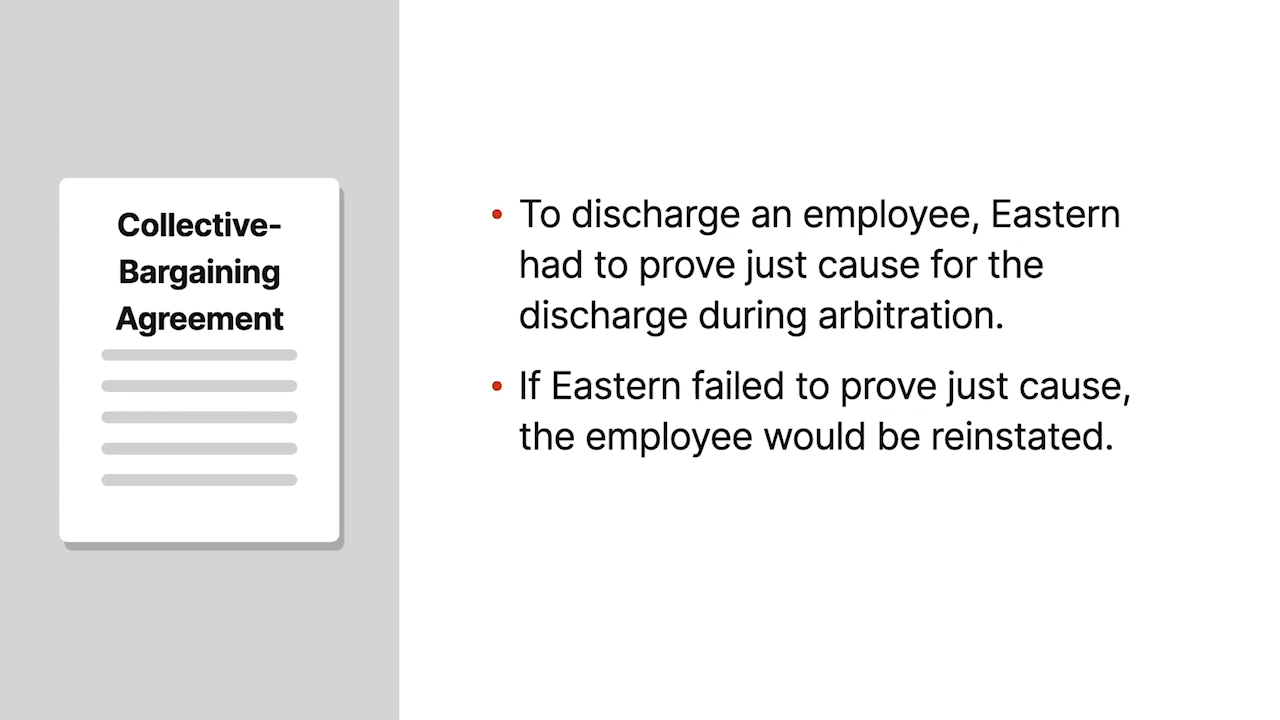 Collective-
Bargaining
Agreement
• To discharge an employee, Eastern
had to prove just cause for the
discharge during arbitration.
• If Eastern failed to prove just cause,
the employee would be reinstated.